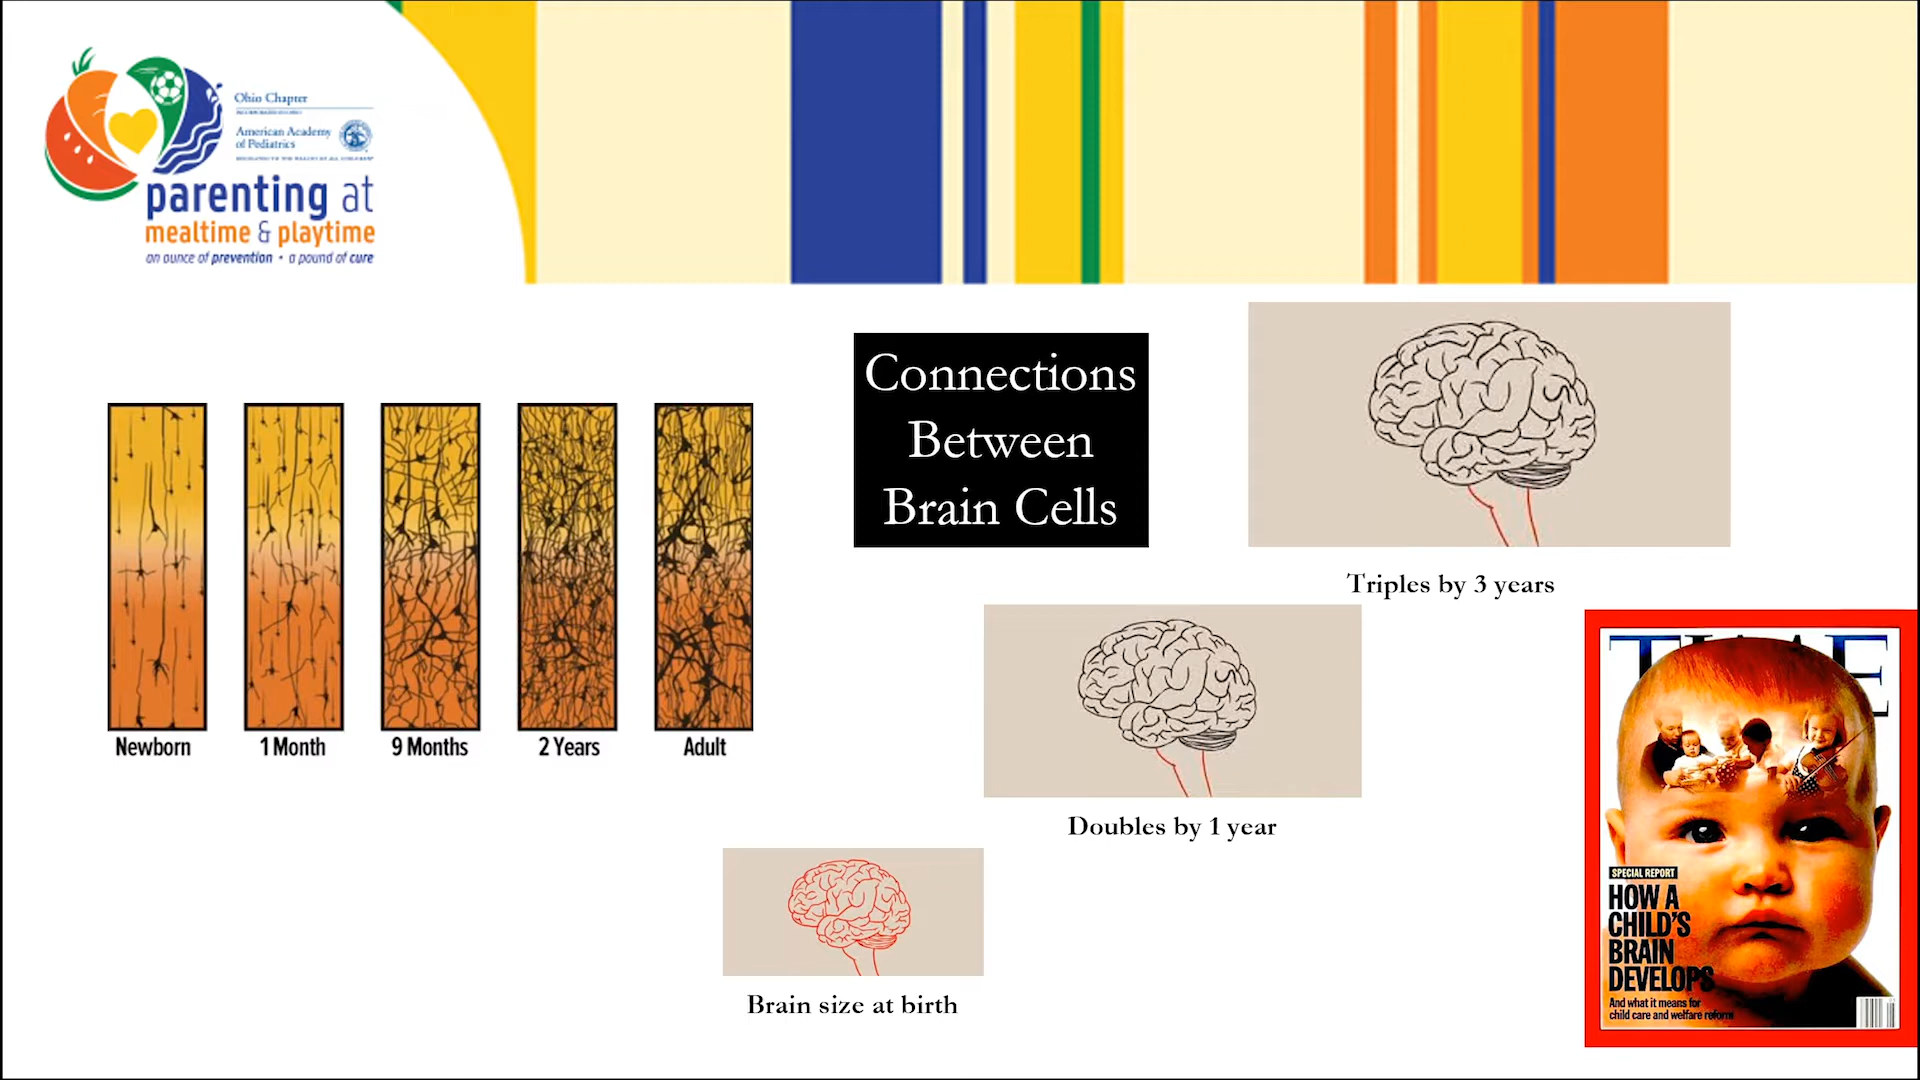 Ohio Chapter
American Academy
of Pediatrics
parenting at
mealtime & playtime
an ounce of prevention • a pound of cure
Connections
Between
Brain Cells
Newborn
1 Month
9 Months
2 Years
Adult
Triples by 3 years
Doubles by 1 year
Brain size at birth
TIME
SPECIAL REPORT
HOW A
CHILD'S
BRAIN
DEVELOPS
And what it means for
child care and welfare reform